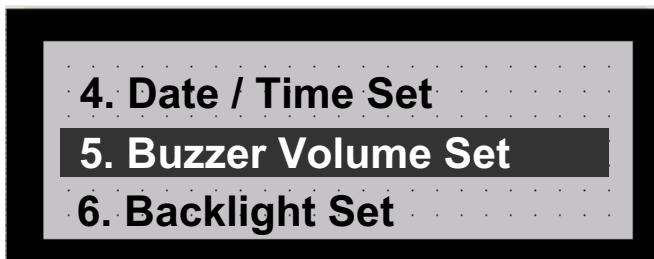 4. Date / Time Set
5. Buzzer Volume Set
6. Backlight Set